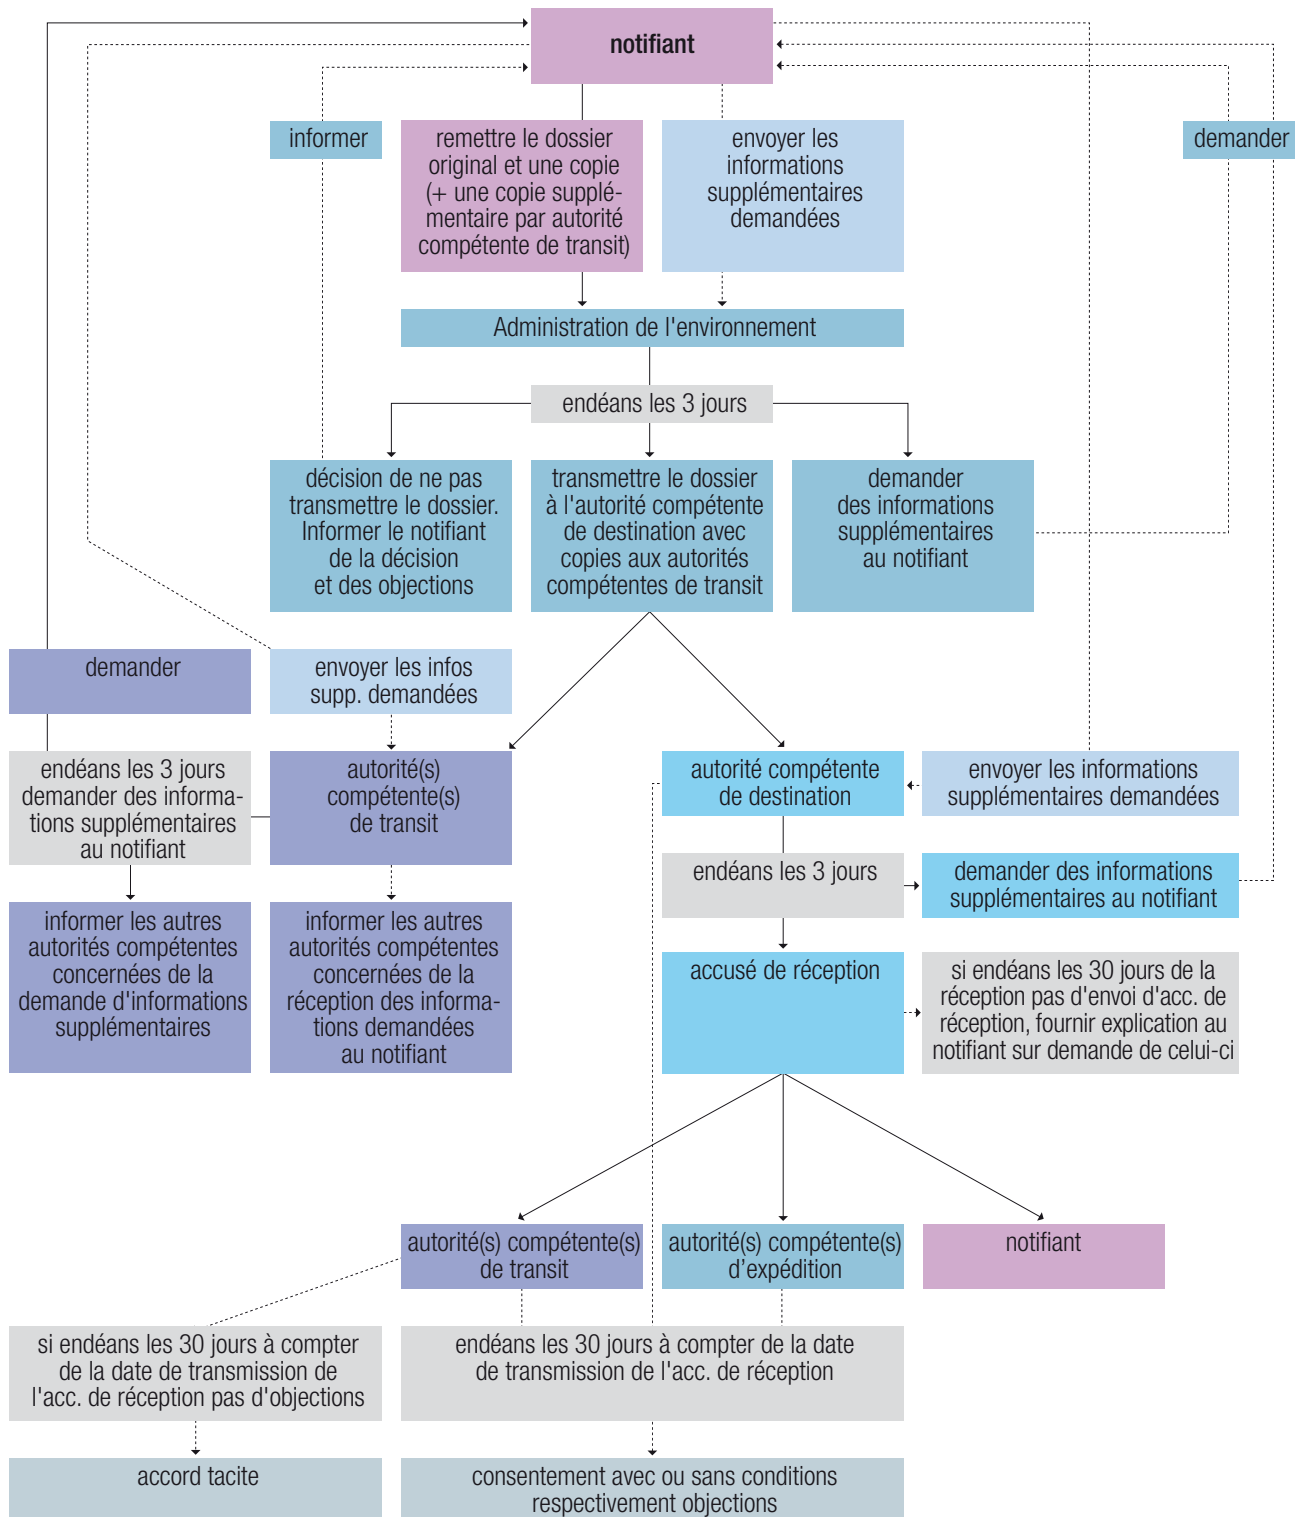 notifiant
informer
remettre le dossier
original et une copie
(+ une copie supplé-
mentaire par autorité
compétente de transit)
envoyer les
informations
supplémentaires
demandées
demander
Administration de l'environnement
endéans les 3 jours
décision de ne pas
transmettre le dossier.
Informer le notifiant
de la décision
et des objections
transmettre le dossier
à l'autorité compétente
de destination avec
copies aux autorités
compétentes de transit
demander
des informations
supplémentaires
au notifiant
demander
envoyer les infos
supp. demandées
endéans les 3 jours
demander des informa-
tions supplémentaires
au notifiant
autorité(s)
compétente(s)
de transit
autorité compétente
de destination
envoyer les informations
supplémentaires demandées
endéans les 3 jours
demander des informations
supplémentaires au notifiant
informer les autres
autorités compétentes
concernées de la
demande d'informations
supplémentaires
informer les autres
autorités compétentes
concernées de la
réception des informa-
tions demandées
au notifiant
accusé de réception
si endéans les 30 jours de la
réception pas d'envoi d'acc. de
réception, fournir explication au
notifiant sur demande de celui-ci
autorité(s) compétente(s)
de transit
autorité(s) compétente(s)
d’expédition
notifiant
si endéans les 30 jours à compter
de la date de transmission de
l'acc. de réception pas d'objections
endéans les 30 jours à compter de la date
de transmission de l'acc. de réception
accord tacite
consentement avec ou sans conditions
respectivement objections